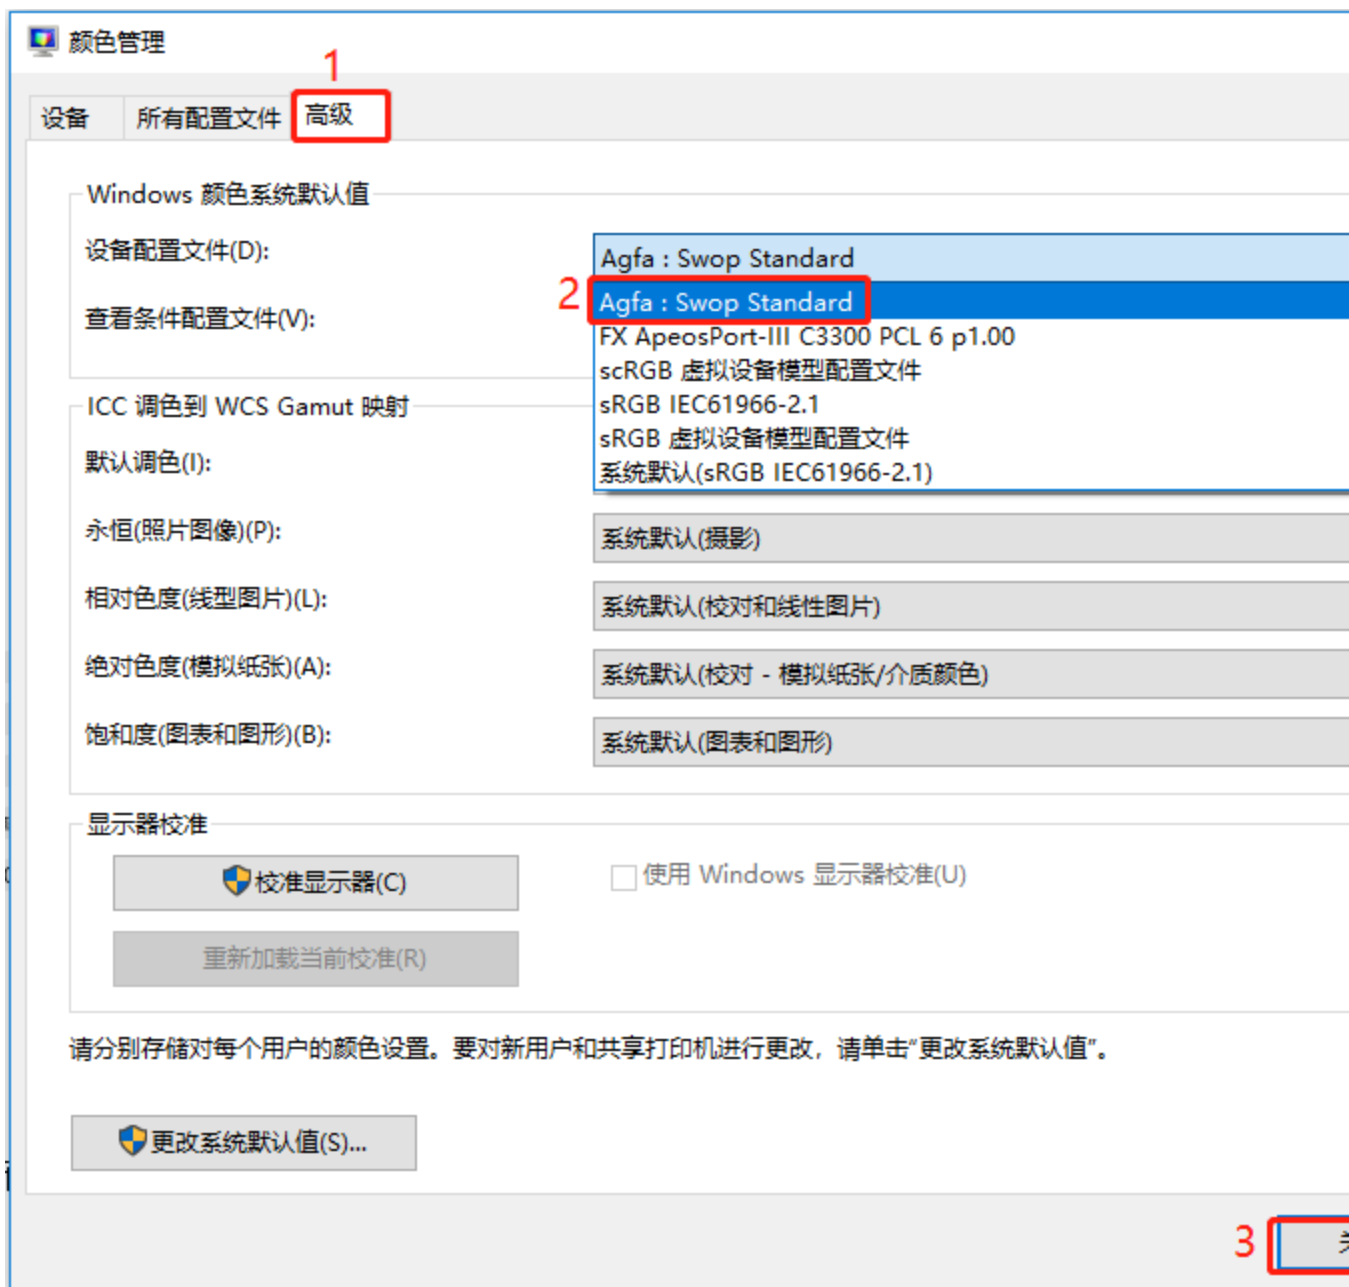 颜色管理
1
设备 所有配置文件 高级
Windows 颜色系统默认值
设备配置文件(D):
Agfa : Swop Standard
2 Agfa : Swop Standard
查看条件配置文件(V):
FX ApeosPort-III C3300 PCL 6 p1.00
scRGB 虚拟设备模型配置文件
sRGB IEC61966-2.1
sRGB 虚拟设备模型配置文件
系统默认(sRGB IEC61966-2.1)
ICC 调色到 WCS Gamut 映射
默认调色(I):
永恒(照片图像)(P): 系统默认(摄影)
相对色度(线型图片)(L): 系统默认(校对和线性图片)
绝对色度(模拟纸张)(A): 系统默认(校对 - 模拟纸张/介质颜色)
饱和度(图表和图形)(B): 系统默认(图表和图形)
显示器校准
校准显示器(C) 使用 Windows 显示器校准(U)
重新加载当前校准(R)
请分别存储对每个用户的颜色设置。要对新用户和共享打印机进行更改，请单击“更改系统默认值”。
更改系统默认值(S)...
3